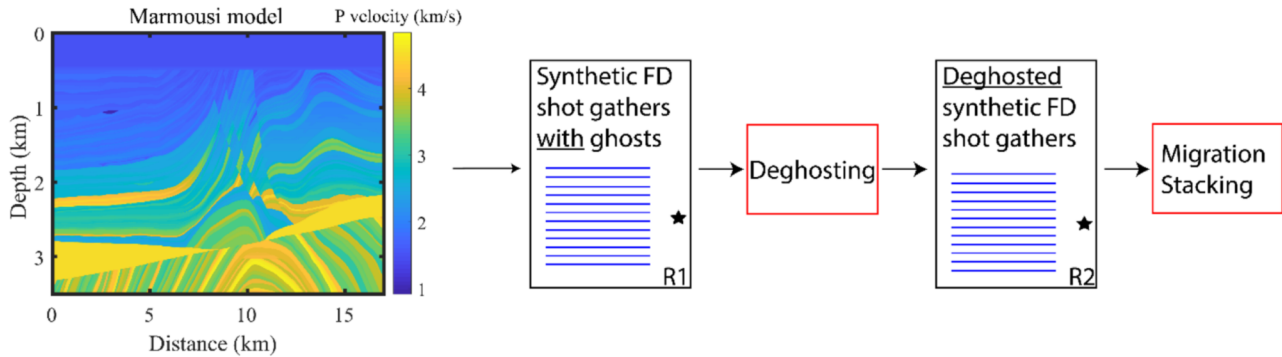 Marmousi model
P velocity (km/s)
0
1
2
3
Depth (km)
0
5
10
15
Distance (km)
4
3
2
1
Synthetic FD
shot gathers
with ghosts
R1
Deghosting
Deghosted
synthetic FD
shot gathers
R2
Migration
Stacking